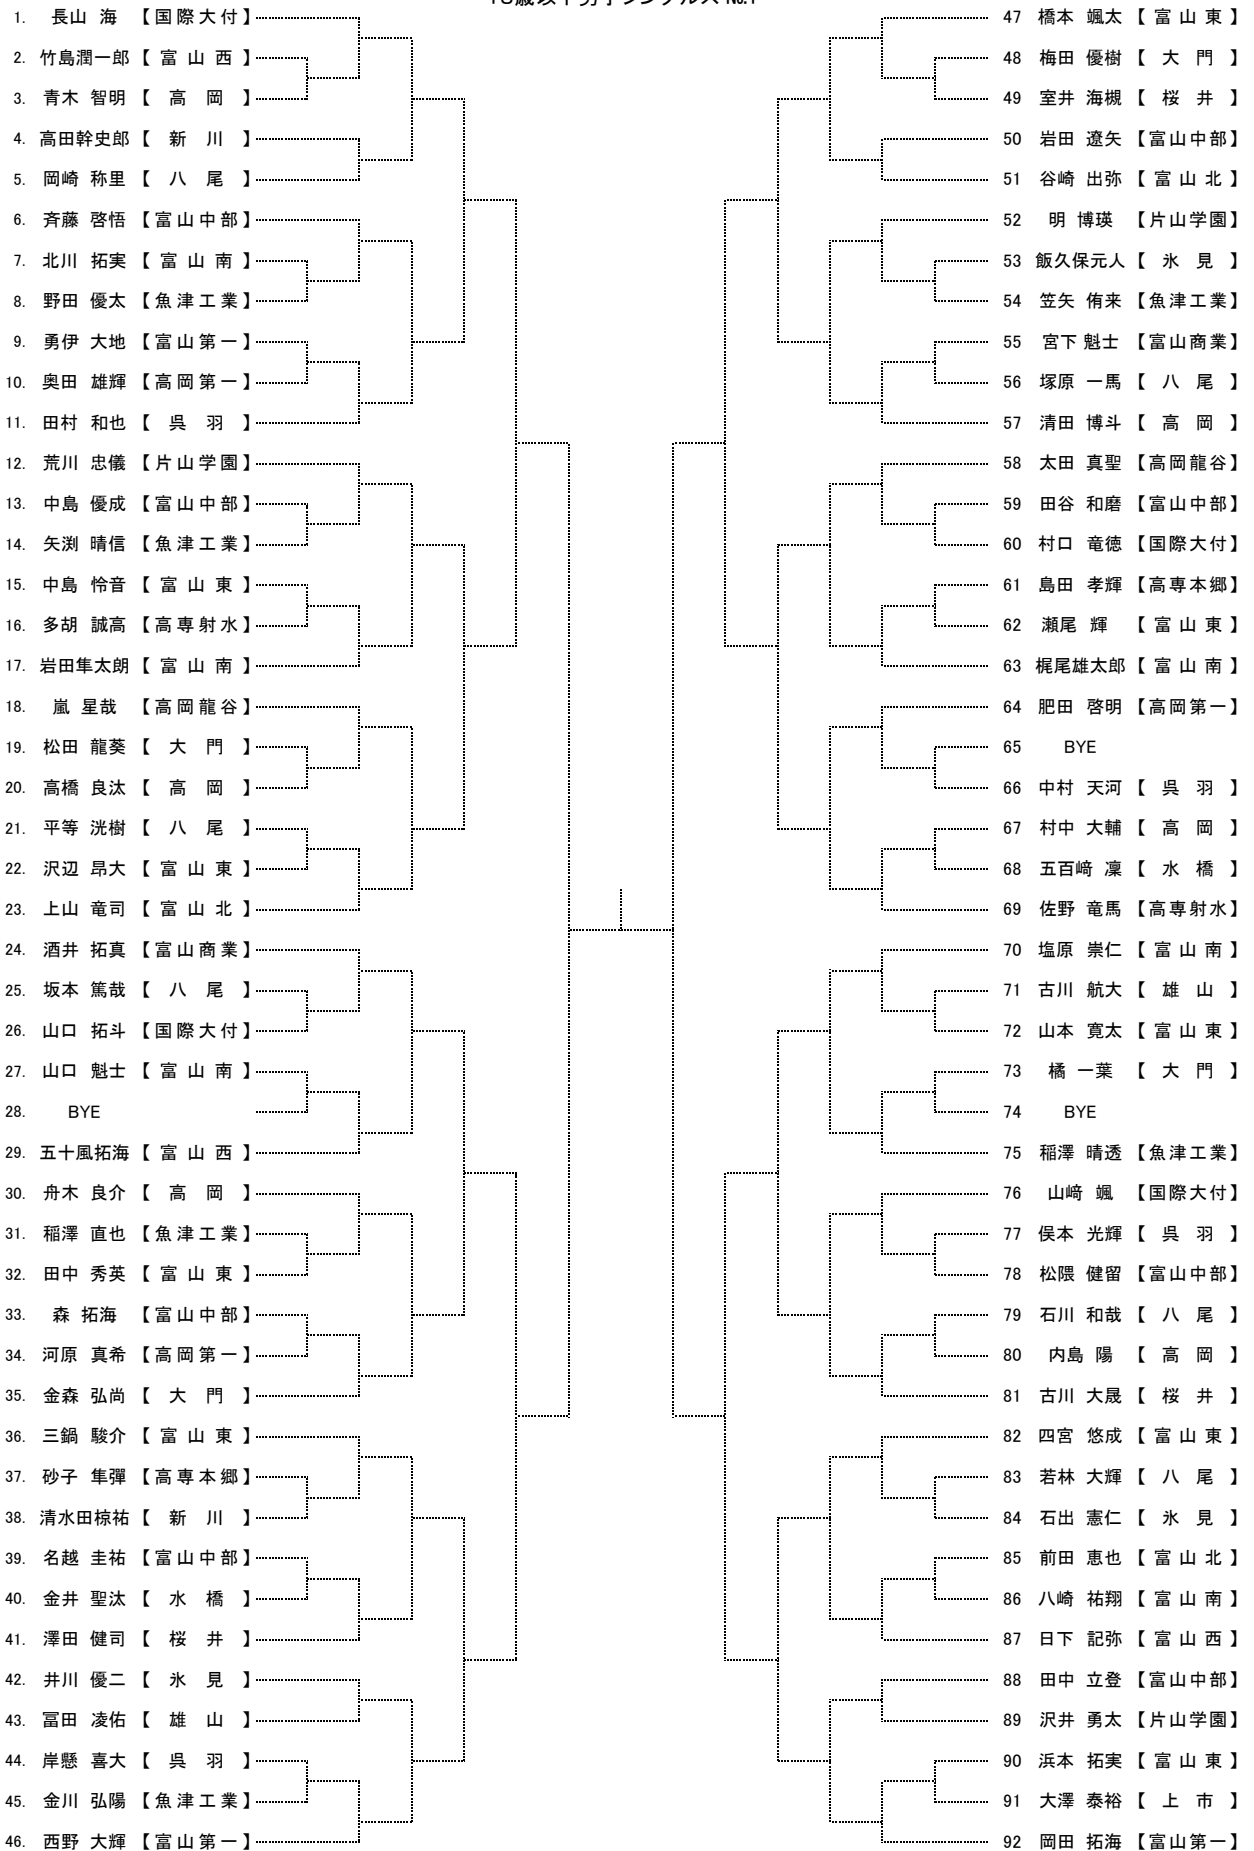 歳以下男子シングルス №1
1. 長山 海 【国際大付】
2. 竹島潤一郎 【富山西】
3. 青木 智明 【高岡】
4. 高田幹史郎 【新川】
5. 岡崎 称里 【八尾】
6. 斉藤 啓悟 【富山中部】
7. 北川 拓実 【富山南】
8. 野田 優太 【魚津工業】
9. 勇伊 大地 【富山第一】
10. 奥田 雄輝 【高岡第一】
11. 田村 和也 【呉羽】
12. 荒川 忠儀 【片山学園】
13. 中島 優成 【富山中部】
14. 矢渕 晴信 【魚津工業】
15. 中島 怜音 【富山東】
16. 多胡 誠高 【高専射水】
17. 岩田隼太朗 【富山南】
18. 嵐 星哉 【高岡龍谷】
19. 松田 龍葵 【大門】
20. 高橋 良汰 【高岡】
21. 平等 洸樹 【八尾】
22. 沢辺 昂大 【富山東】
23. 上山 竜司 【富山北】
24. 酒井 拓真 【富山商業】
25. 坂本 篤哉 【八尾】
26. 山口 拓斗 【国際大付】
27. 山口 魁士 【富山南】
28. BYE
29. 五十風拓海 【富山西】
30. 舟木 良介 【高岡】
31. 稲澤 直也 【魚津工業】
32. 田中 秀英 【富山東】
33. 森 拓海 【富山中部】
34. 河原 真希 【高岡第一】
35. 金森 弘尚 【大門】
36. 三鍋 駿介 【富山東】
37. 砂子 隼彈 【高専本郷】
38. 清水田椋祐 【新川】
39. 名越 圭祐 【富山中部】
40. 金井 聖汰 【水橋】
41. 澤田 健司 【桜井】
42. 井川 優二 【氷見】
43. 冨田 凌佑 【雄山】
44. 岸懸 喜大 【呉羽】
45. 金川 弘陽 【魚津工業】
46. 西野 大輝 【富山第一】
47 橋本 颯太 【富山東】
48 梅田 優樹 【大門】
49 室井 海槻 【桜井】
50 岩田 遼矢 【富山中部】
51 谷崎 出弥 【富山北】
52 明 博瑛 【片山学園】
53 飯久保元人 【氷見】
54 笠矢 侑来 【魚津工業】
55 宮下 魁士 【富山商業】
56 塚原 一馬 【八尾】
57 清田 博斗 【高岡】
58 太田 真聖 【高岡龍谷】
59 田谷 和磨 【富山中部】
60 村口 竜徳 【国際大付】
61 島田 孝輝 【高専本郷】
62 瀬尾 輝 【富山東】
63 梶尾雄太郎 【富山南】
64 肥田 啓明 【高岡第一】
65 BYE
66 中村 天河 【呉羽】
67 村中 大輔 【高岡】
68 五百﨑 凜 【水橋】
69 佐野 竜馬 【高専射水】
70 塩原 崇仁 【富山南】
71 古川 航大 【雄山】
72 山本 寛太 【富山東】
73 橘 一葉 【大門】
74 BYE
75 稲澤 晴透 【魚津工業】
76 山﨑 颯 【国際大付】
77 俣本 光輝 【呉羽】
78 松隈 健留 【富山中部】
79 石川 和哉 【八尾】
80 内島 陽 【高岡】
81 古川 大晟 【桜井】
82 四宮 悠成 【富山東】
83 若林 大輝 【八尾】
84 石出 憲仁 【氷見】
85 前田 恵也 【富山北】
86 八崎 祐翔 【富山南】
87 日下 記弥 【富山西】
88 田中 立登 【富山中部】
89 沢井 勇太 【片山学園】
90 浜本 拓実 【富山東】
91 大澤 泰裕 【上市】
92 岡田 拓海 【富山第一】